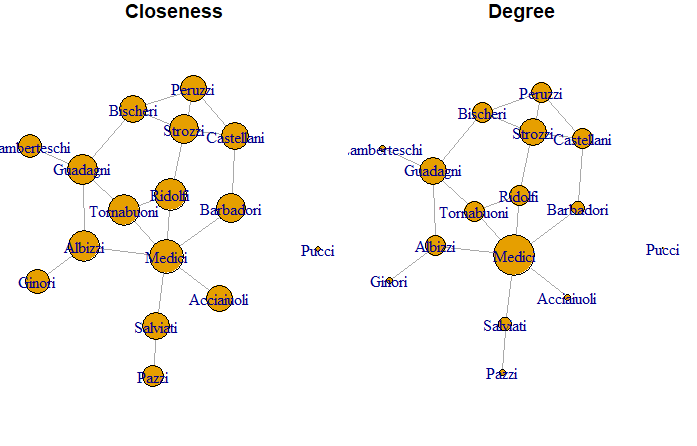 Closeness
Peruzzi
Bischeri
Strozzi
Castellani
amberteschi
Guadagni
Ridolfi
Tornabuoni
Barbadori
Albizzi
Medici
Pucci
Ginori
Acciaiuoli
Salviati
Pazzi
Degree
Peruzzi
Bischeri
Strozzi
Castellani
amberteschi
Guadagni
Ridolfi
Tornabuoni
Barbadori
Albizzi
Medici
Pucci
Ginori
Acciaiuoli
Salviati
Pazzi